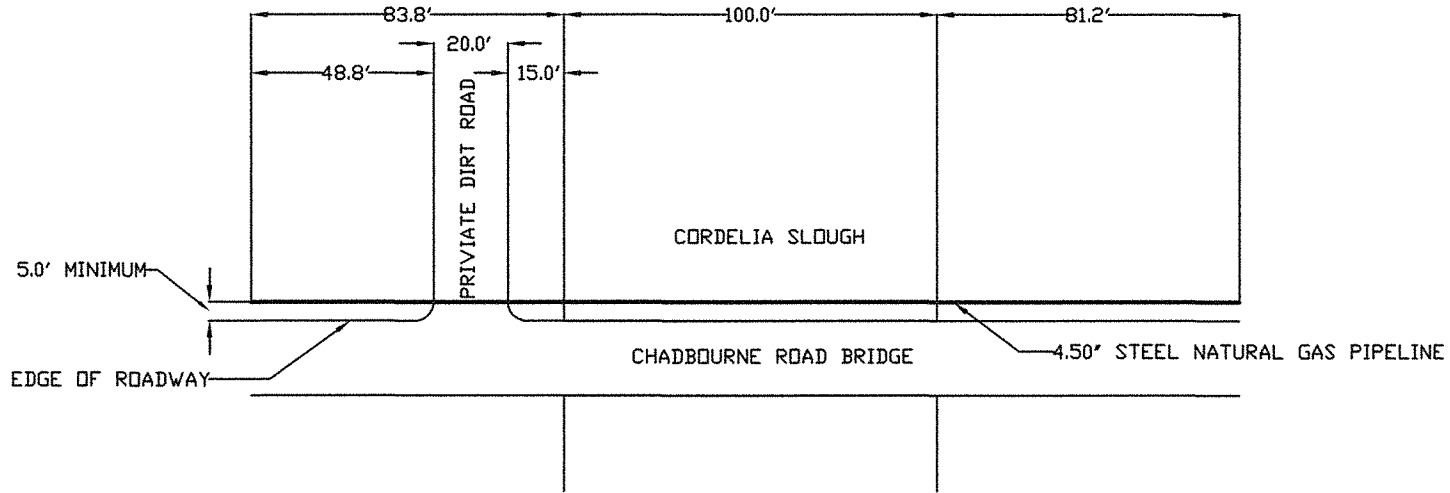 83.8' 100.0' 81.2'
20.0'
48.8' 15.0'
PRIVIATE DIRT ROAD
CORDELIA SLOUGH
5.0' MINIMUM
CHADBOURNE ROAD BRIDGE
4.50" STEEL NATURAL GAS PIPELINE
EDGE OF ROADWAY